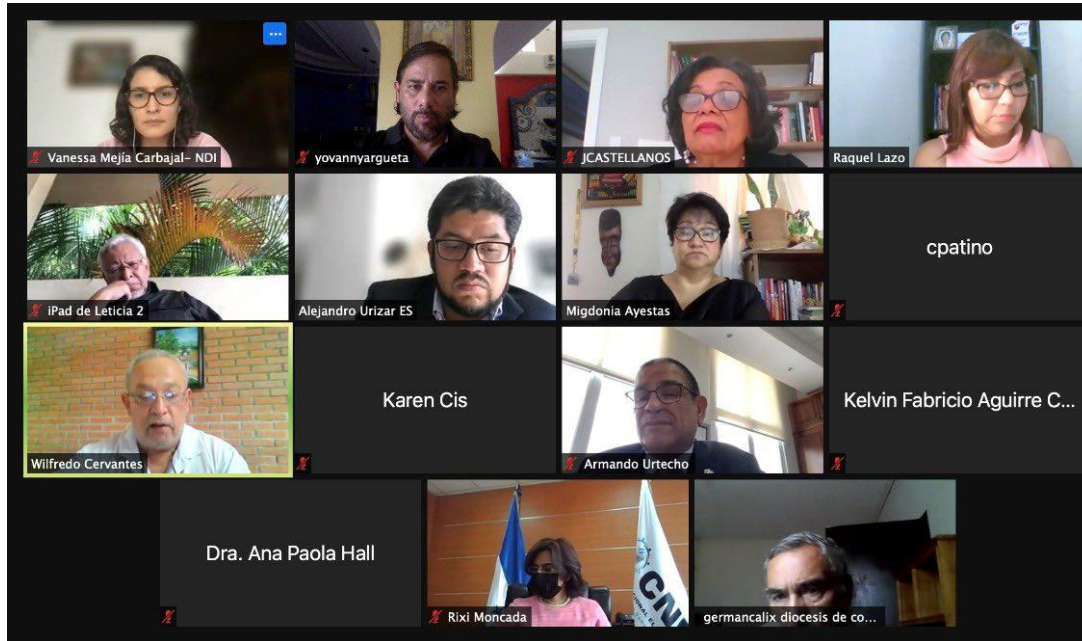 Vanessa Mejía Carbajal– NDI
yovannyargueta
JCASTELLANOS
Raquel Lazo
iPad de Leticia 2
Alejandro Urizar ES
Migdonia Ayestas
cpatino
Wilfredo Cervantes
Karen Cis
Armando Urtecho
Kelvin Fabricio Aguirre C...
Dra. Ana Paola Hall
Rixi Moncada
CN
germancalix diocesis de co...